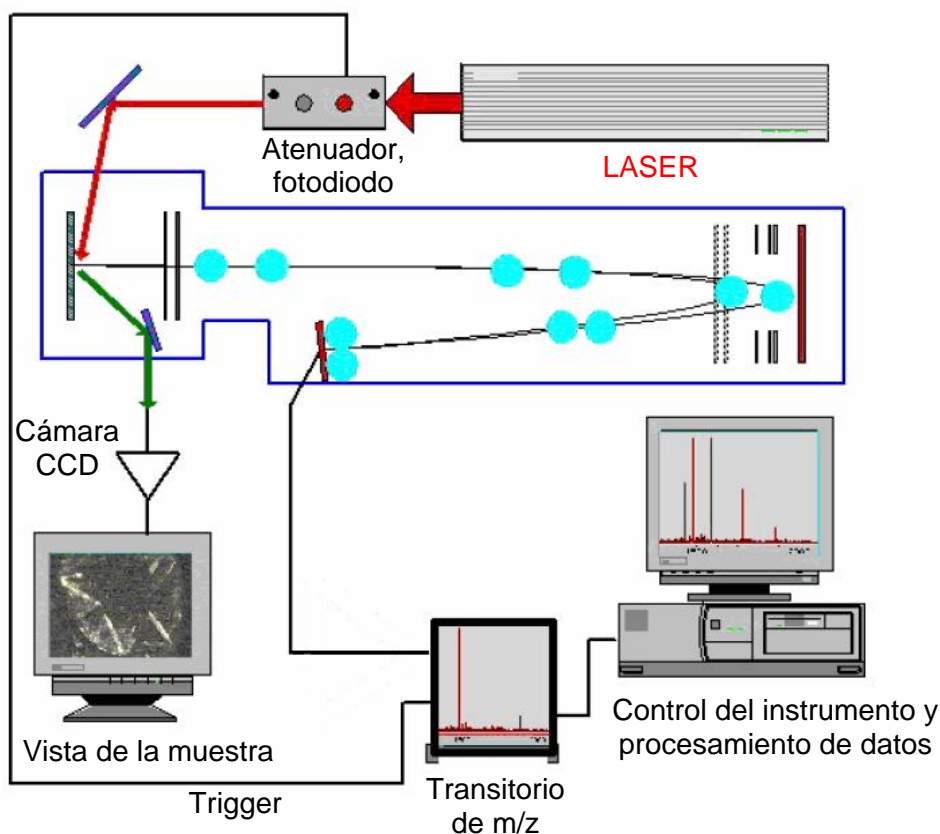 Atenuador,
fotodiodo
LASER
Cámara
CCD
Vista de la muestra
Trigger
Transitorio
de m/z
Control del instrumento y
procesamiento de datos